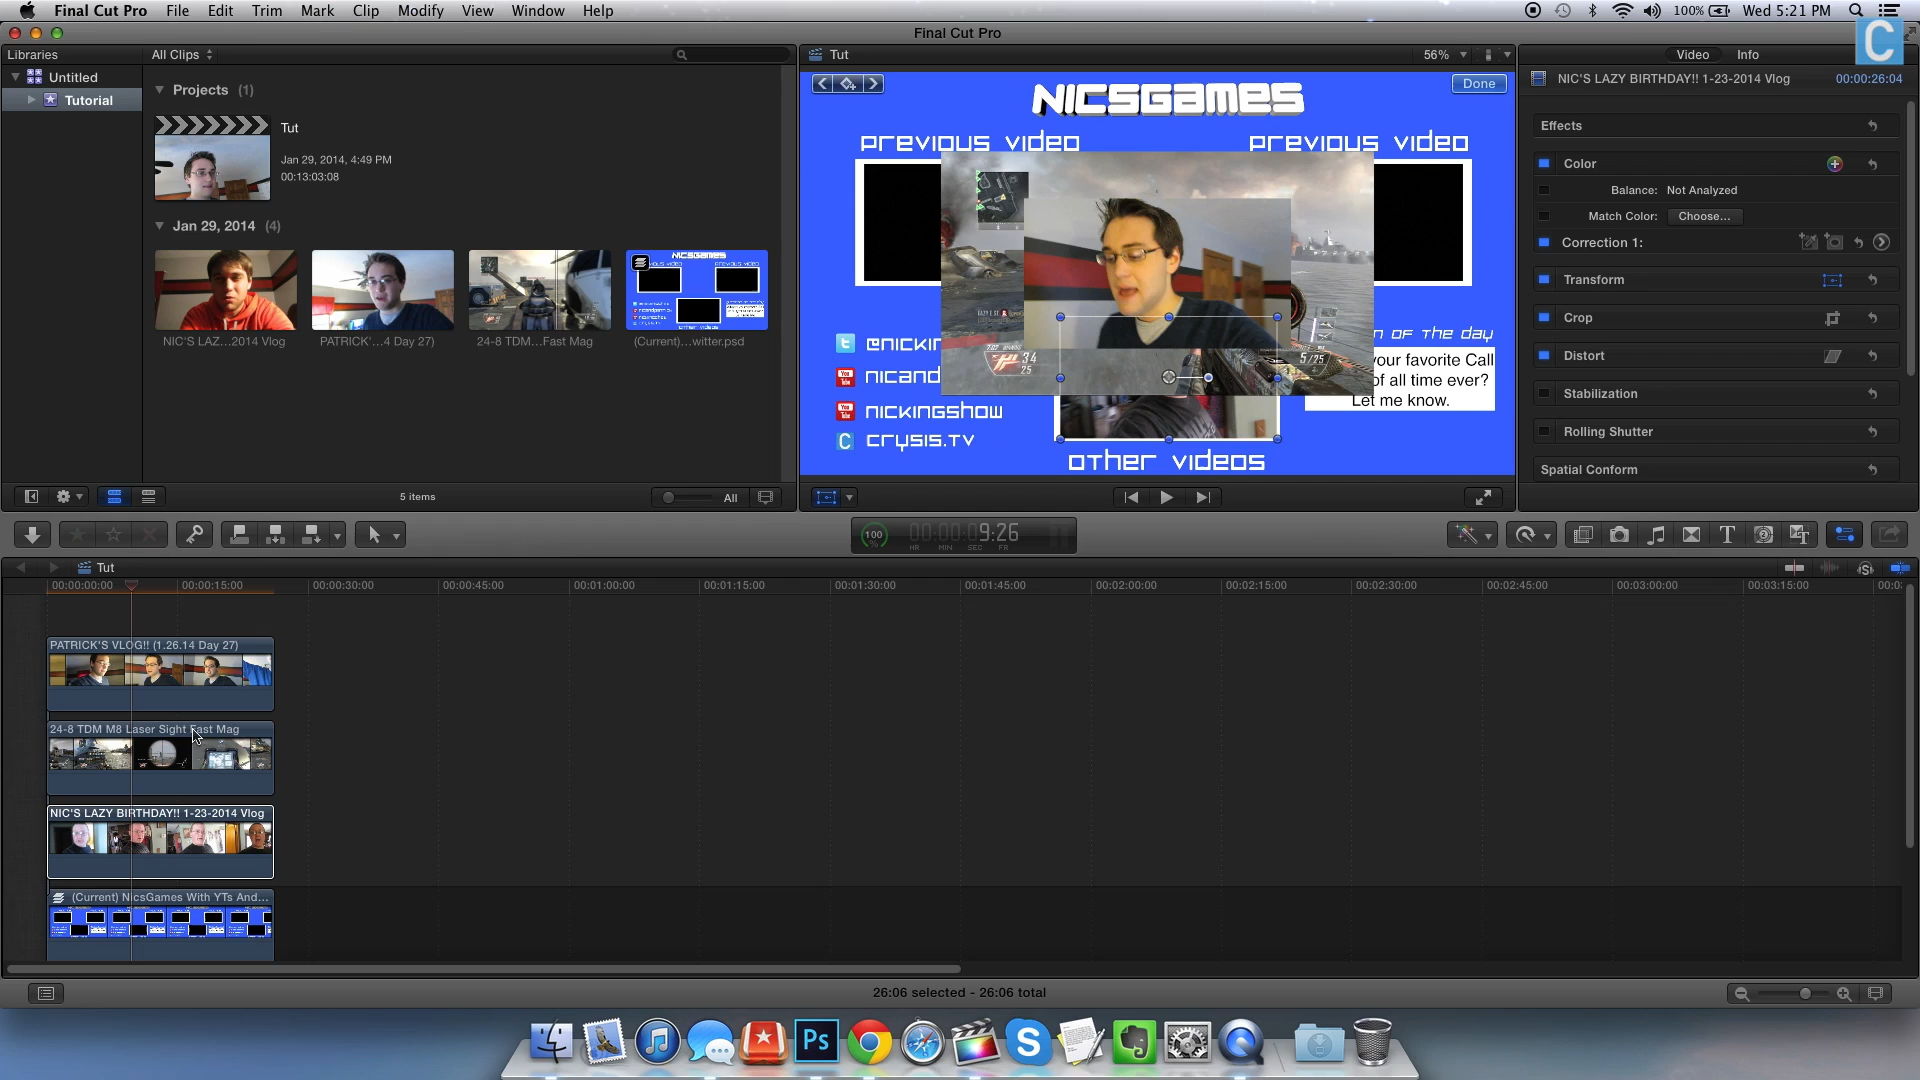 Final Cut Pro File Edit Trim Mark Clip Modify View Window Help 100% Wed 5:21 PM
Final Cut Pro
C
Libraries All Clips
Untitled
Tutorial
Projects (1)
Tut
Jan 29, 2014, 4:49 PM
00:13:03:08
Jan 29, 2014 (4)
NIC'S LAZ...2014 Vlog PATRICK'...4 Day 27) 24-8 TDM...Fast Mag (Current)...witter.psd
5 items
All
Tut 56%
Done
NICSGAMES
PREVIOUS VIDEO PREVIOUS VIDEO
34
25
5/25
N OF THE DAY
your favorite Call
of all time ever?
Let me know.
@NICKIN
NICAND
NICKINGSHOW
CRYSIS.TV
OTHER VIDEOS
Video Info
NIC'S LAZY BIRTHDAY!! 1-23-2014 Vlog 00:00:26:04
Effects
Color
Balance: Not Analyzed
Match Color: Choose...
Correction 1:
Transform
Crop
Distort
Stabilization
Rolling Shutter
Spatial Conform
100
%
00:00:09:26
HR MIN SEC FR
Tut
00:00:00:00 00:00:15:00 00:00:30:00 00:00:45:00 00:01:00:00 00:01:15:00 00:01:30:00 00:01:45:00 00:02:00:00 00:02:15:00 00:02:30:00 00:02:45:00 00:03:00:00 00:03:15:00
PATRICK'S VLOG!! (1.26.14 Day 27)
24-8 TDM M8 Laser Sight Fast Mag
NIC'S LAZY BIRTHDAY!! 1-23-2014 Vlog
(Current) NicsGames With YTs And...
26:06 selected - 26:06 total
Ps